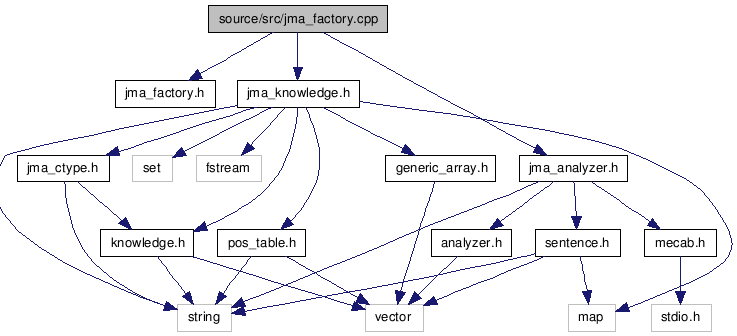 source/src/jma_factory.cpp
jma_factory.h
jma_knowledge.h
jma_ctype.h
set
fstream
generic_array.h
jma_analyzer.h
knowledge.h
pos_table.h
analyzer.h
sentence.h
mecab.h
string
vector
map
stdio.h